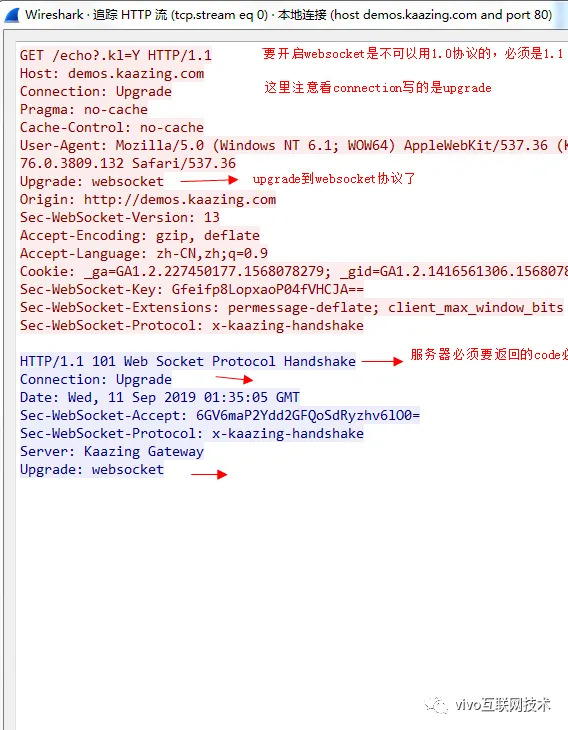 Wireshark · 追踪 HTTP 流 (tcp.stream eq 0) · 本地连接 (host demos.kaazing.com and port 80)
GET /echo?.kl=Y HTTP/1.1 要开启websocket是不可以用1.0协议的，必须是1.1
Host: demos.kaazing.com
Connection: Upgrade 这里注意看connection写的是upgrade
Pragma: no-cache
Cache-Control: no-cache
User-Agent: Mozilla/5.0 (Windows NT 6.1; WOW64) AppleWebKit/537.36 (K
76.0.3809.132 Safari/537.36
Upgrade: websocket upgrade到websocket协议了
Origin: http://demos.kaazing.com
Sec-WebSocket-Version: 13
Accept-Encoding: gzip, deflate
Accept-Language: zh-CN,zh;q=0.9
Cookie: _ga=GA1.2.227450177.1568078279; _gid=GA1.2.1416561306.1568078
Sec-WebSocket-Key: Gfeifp8LopxaoP04fVHCJA==
Sec-WebSocket-Extensions: permessage-deflate; client_max_window_bits
Sec-WebSocket-Protocol: x-kaazing-handshake
HTTP/1.1 101 Web Socket Protocol Handshake 服务器必须要返回的code必
Connection: Upgrade
Date: Wed, 11 Sep 2019 01:35:05 GMT
Sec-WebSocket-Accept: 6GV6maP2Ydd2GFQoSdRyzhv6lO0=
Sec-WebSocket-Protocol: x-kaazing-handshake
Server: Kaazing Gateway
Upgrade: websocket
vivo互联网技术